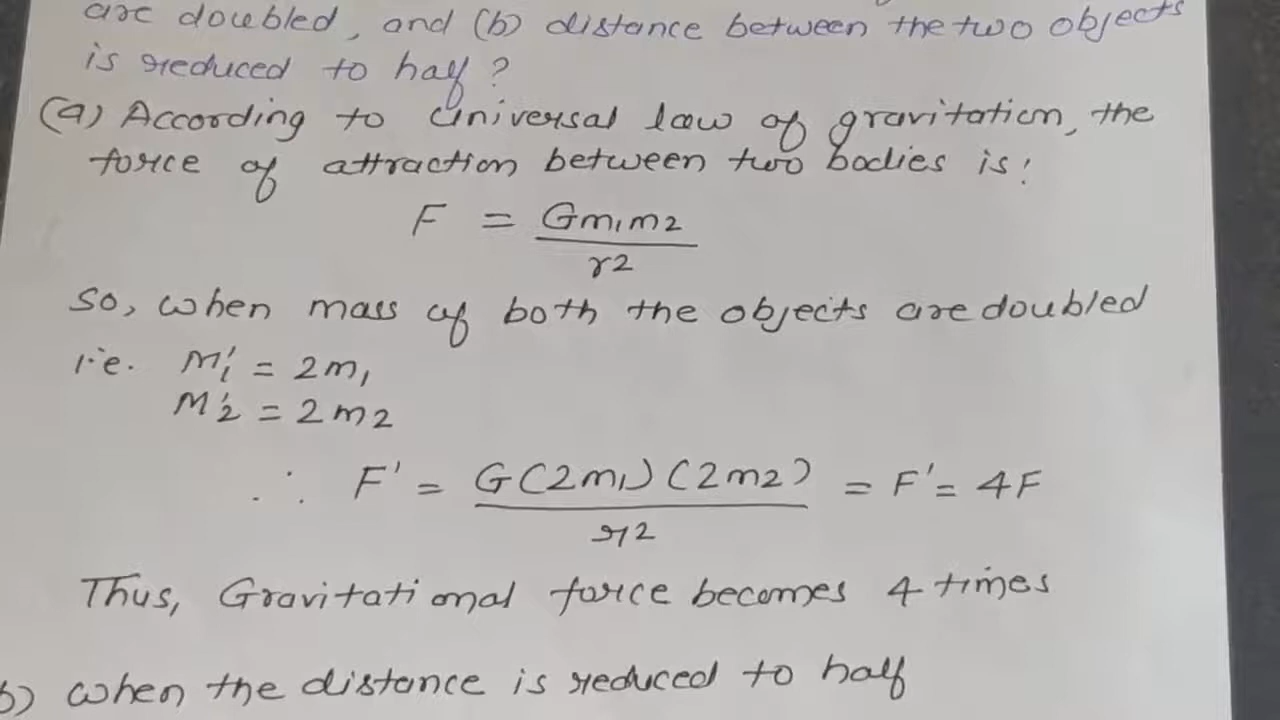 are doubled, and (b) distance between the two objects
is reduced to half?
(a) According to universal law of gravitation, the
force of attraction between two bodies is:
F = Gm₁m2 / r2
So, when mass of both the objects are doubled
i.e. M'₁ = 2m₁
M'2 = 2m2
∴ F' = G(2m₁)(2m2) / r2 = F' = 4F
Thus, Gravitational force becomes 4 times
b) when the distance is reduced to half